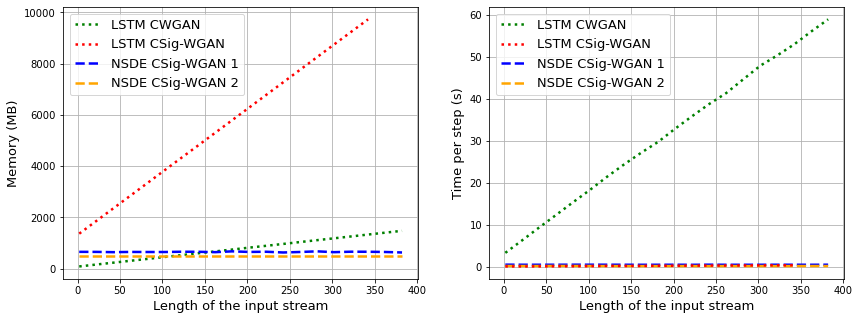 LSTM CWGAN
LSTM CSig-WGAN
NSDE CSig-WGAN 1
NSDE CSig-WGAN 2
10000
8000
6000
4000
2000
0
Memory (MB)
0 50 100 150 200 250 300 350 400
Length of the input stream
LSTM CWGAN
LSTM CSig-WGAN
NSDE CSig-WGAN 1
NSDE CSig-WGAN 2
60
50
40
30
20
10
0
Time per step (s)
0 50 100 150 200 250 300 350 400
Length of the input stream